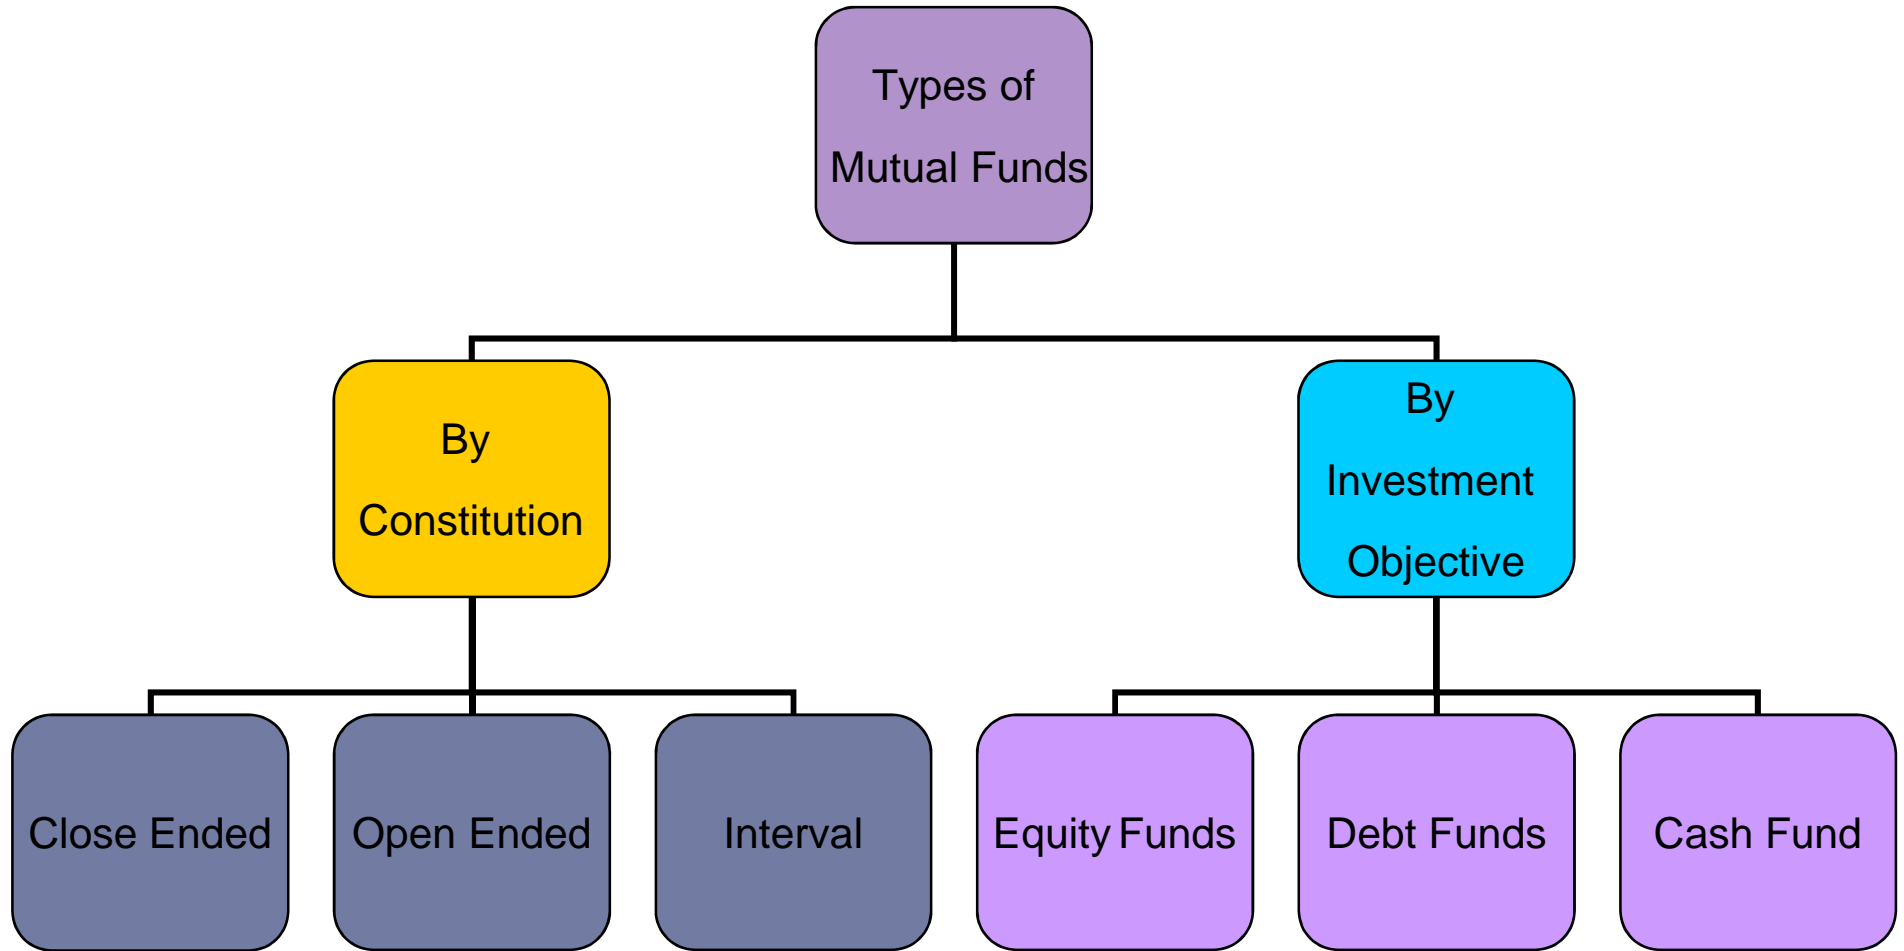 Types of
Mutual Funds
By
Constitution
By
Investment
Objective
Close Ended
Open Ended
Interval
Equity Funds
Debt Funds
Cash Fund